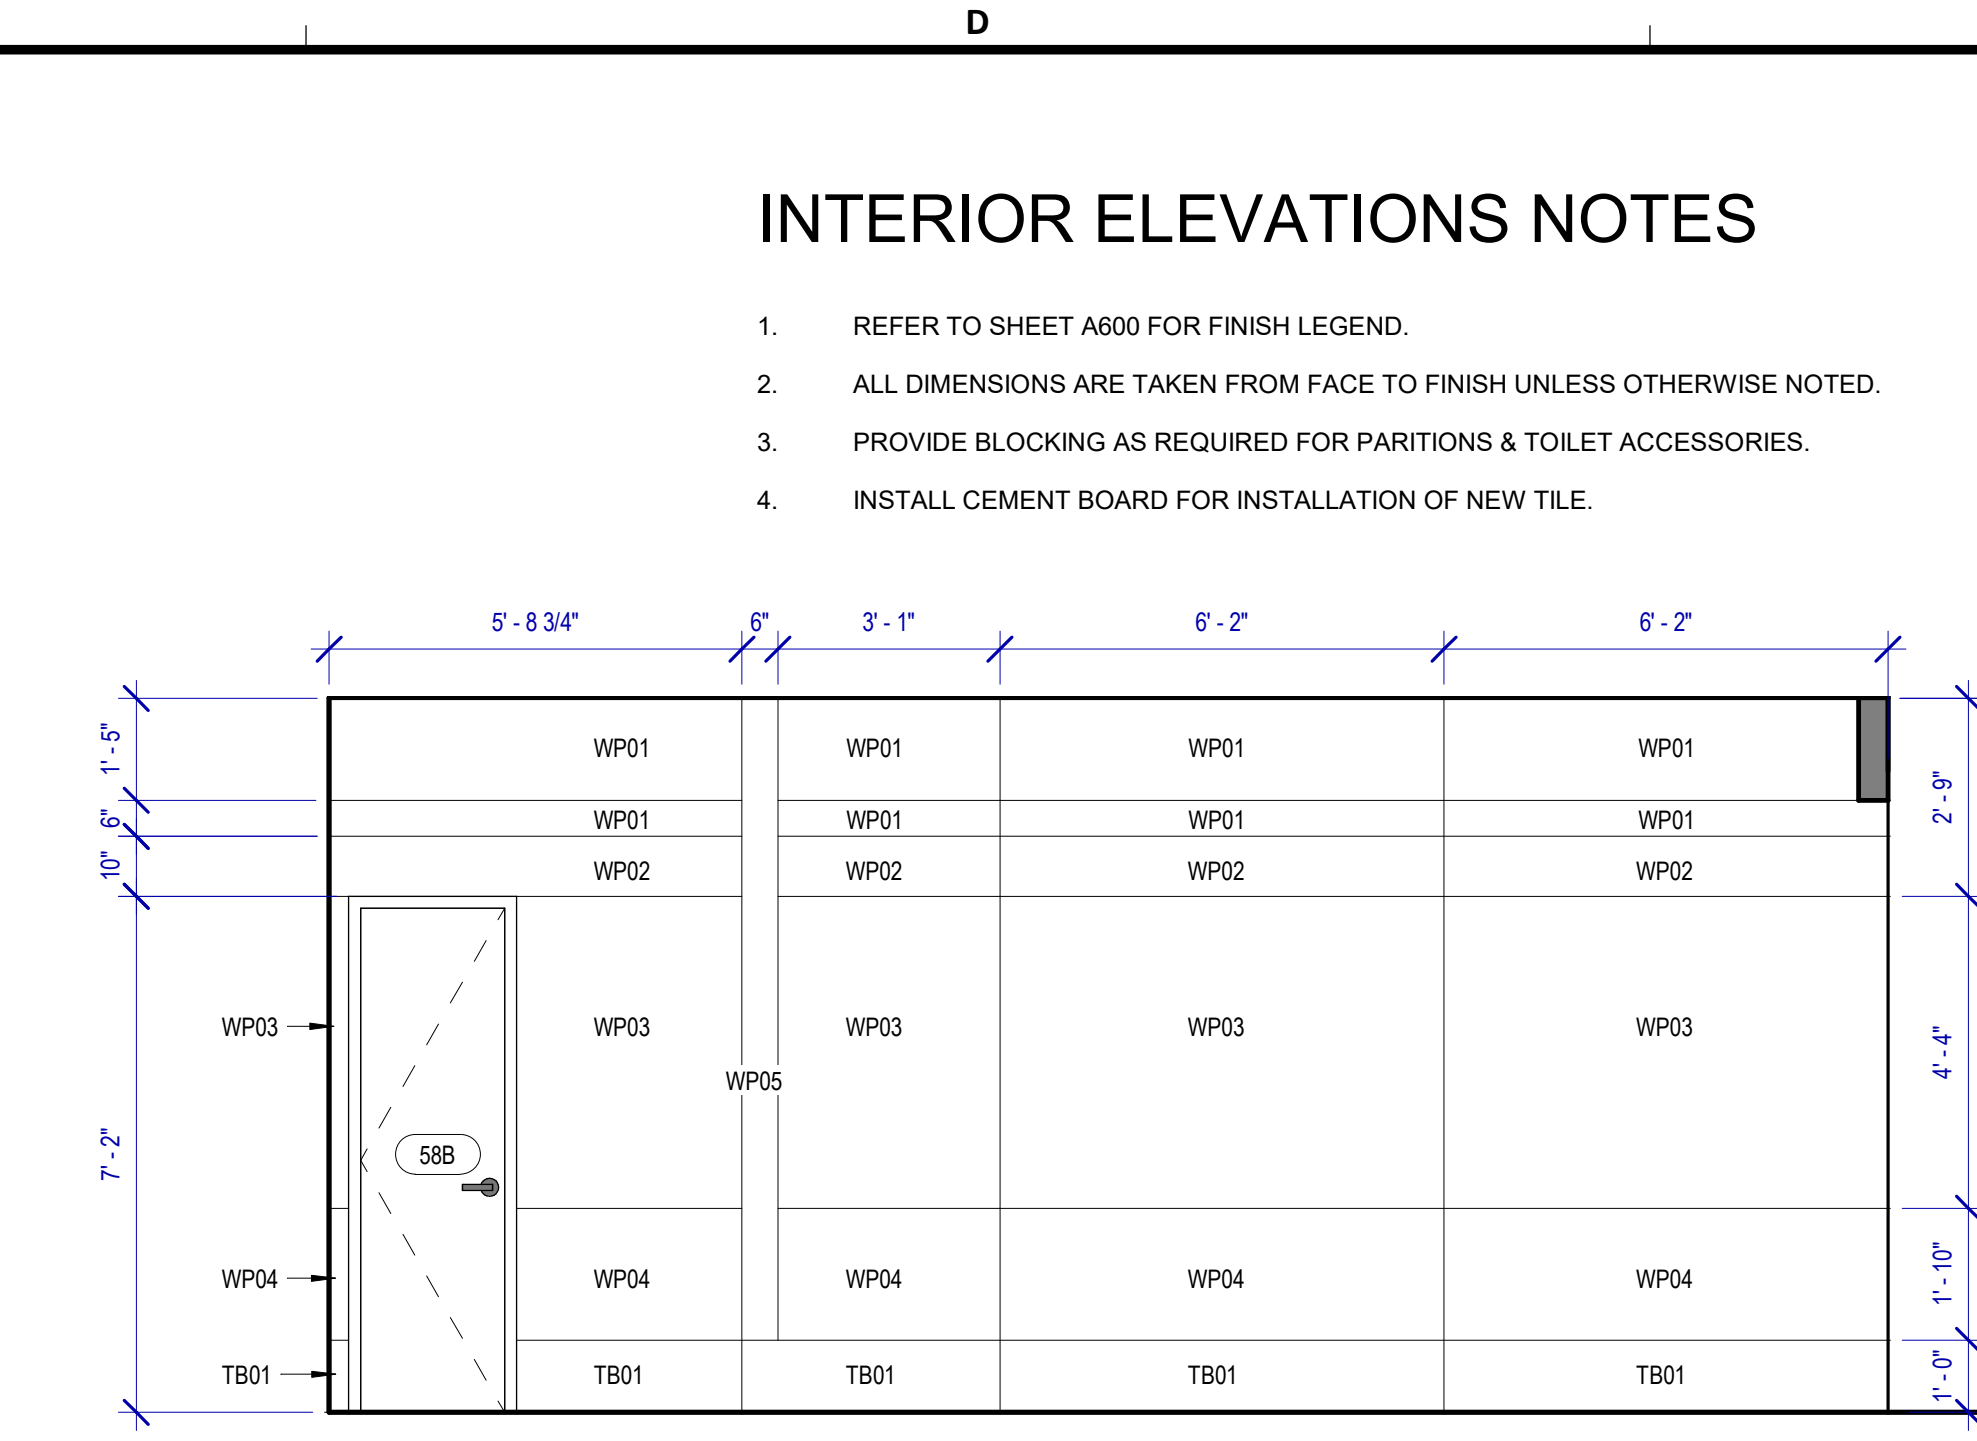 D
INTERIOR ELEVATIONS NOTES
1. REFER TO SHEET A600 FOR FINISH LEGEND.
2. ALL DIMENSIONS ARE TAKEN FROM FACE TO FINISH UNLESS OTHERWISE NOTED.
3. PROVIDE BLOCKING AS REQUIRED FOR PARITIONS & TOILET ACCESSORIES.
4. INSTALL CEMENT BOARD FOR INSTALLATION OF NEW TILE.
5' - 8 3/4" 6" 3' - 1" 6' - 2" 6' - 2"
1' - 5" WP01 WP01 WP01 WP01 2' - 9"
6" WP01 WP01 WP01 WP01
10" WP02 WP02 WP02 WP02
WP03 WP03 WP03 WP03 WP03 4' - 4"
WP05
7' - 2" 58B
WP04 WP04 WP04 WP04 WP04 1' - 10"
TB01 TB01 TB01 TB01 TB01 1' - 0"